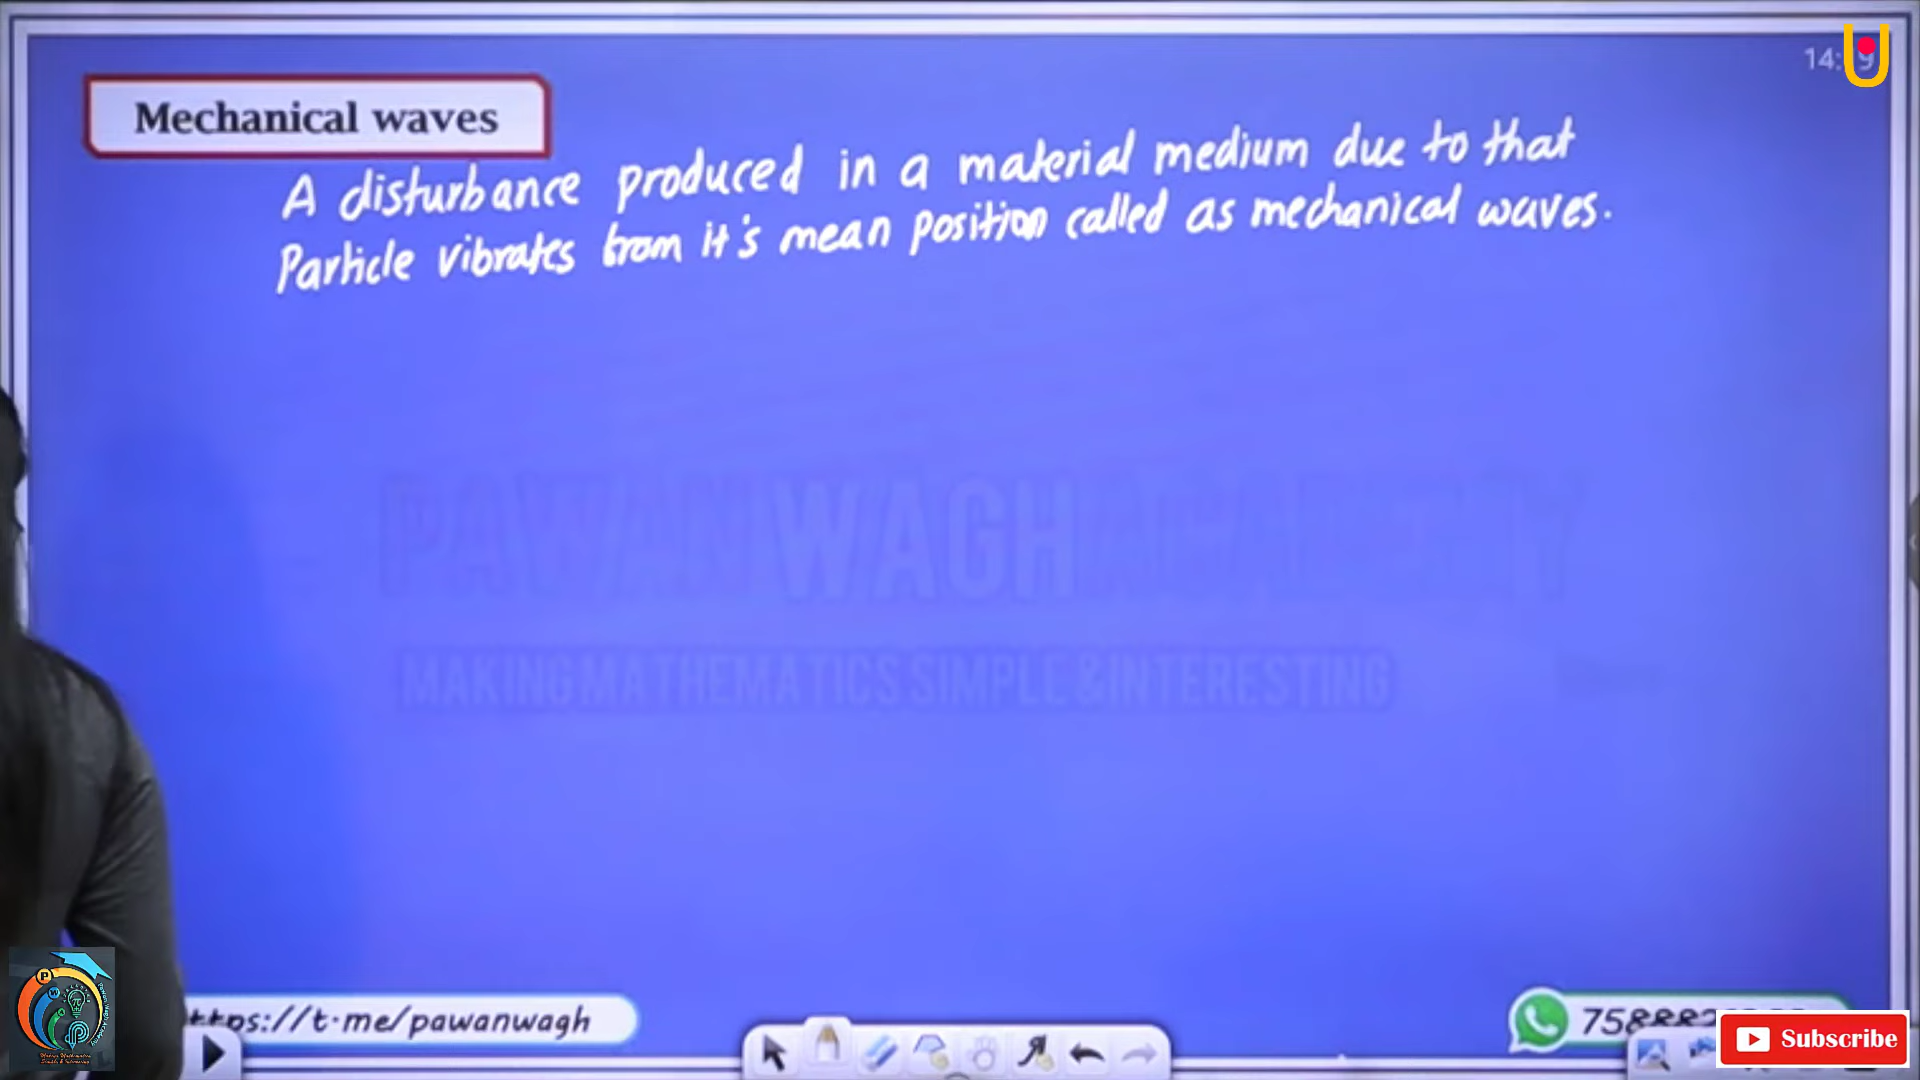 Mechanical waves
A disturbance produced in a material medium due to that
Particle vibrates from it's mean position called as mechanical waves.
PAWAN WAGH ACADEMY
MAKING MATHEMATICS SIMPLE & INTERESTING
ttps://t.me/pawanwagh
Subscribe